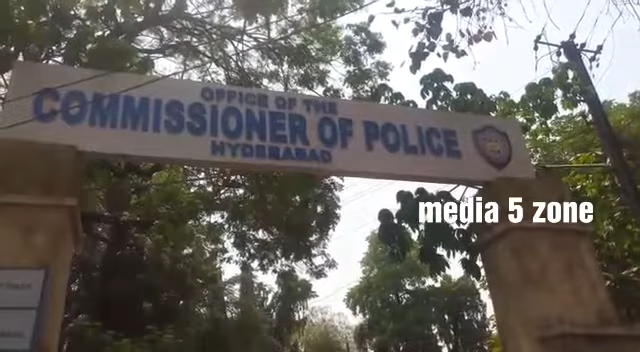 OFFICE OF THE
COMMISSIONER OF POLICE
HYDERABAD
media 5 zone